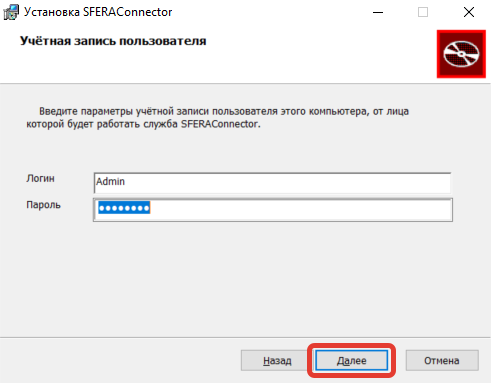 Установка SFERAConnector
Учётная запись пользователя
Введите параметры учётной записи пользователя этого компьютера, от лица
которой будет работать служба SFERAConnector.
Логин
Admin
Пароль
••••••••
Назад
Далее
Отмена